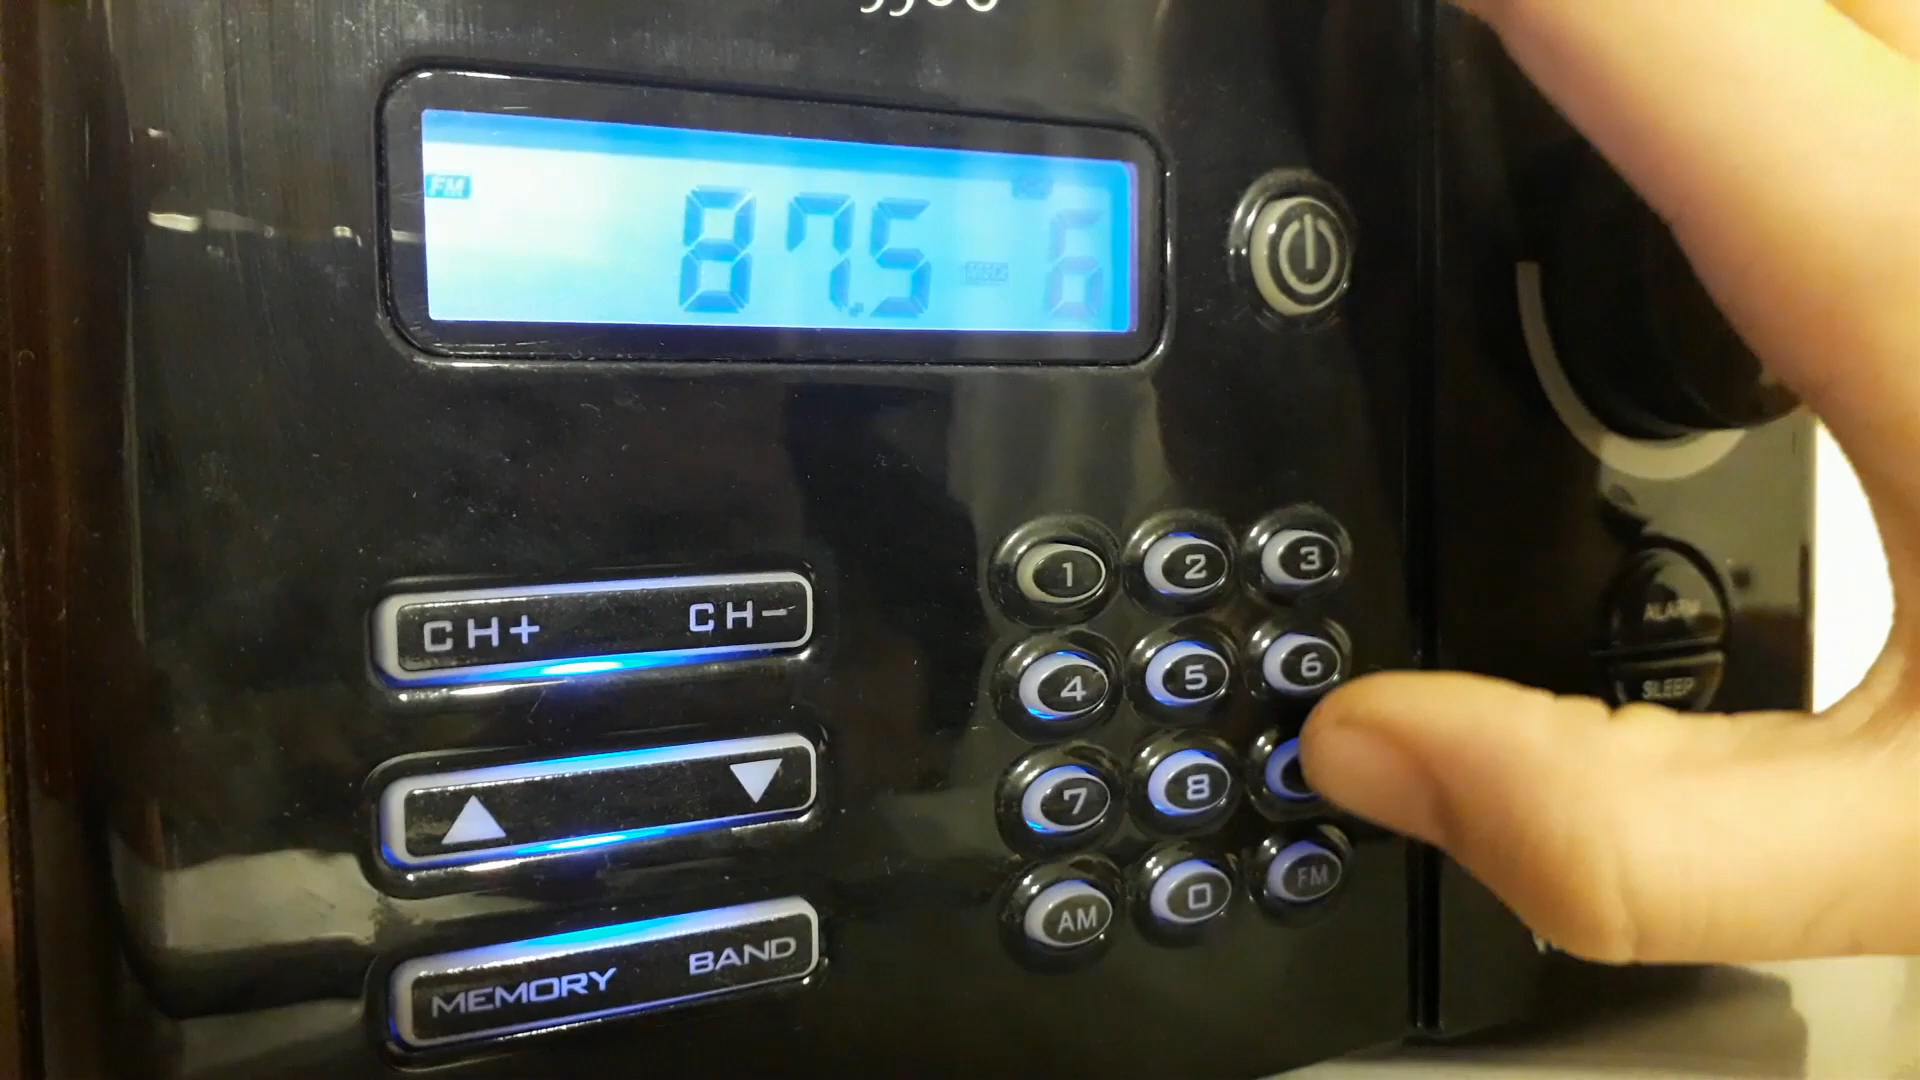 FM
87.5 6
MHz
CH+ CH−
▲ ▼
MEMORY BAND
1 2 3
4 5 6
7 8
AM 0 FM
ALARM
SLEEP